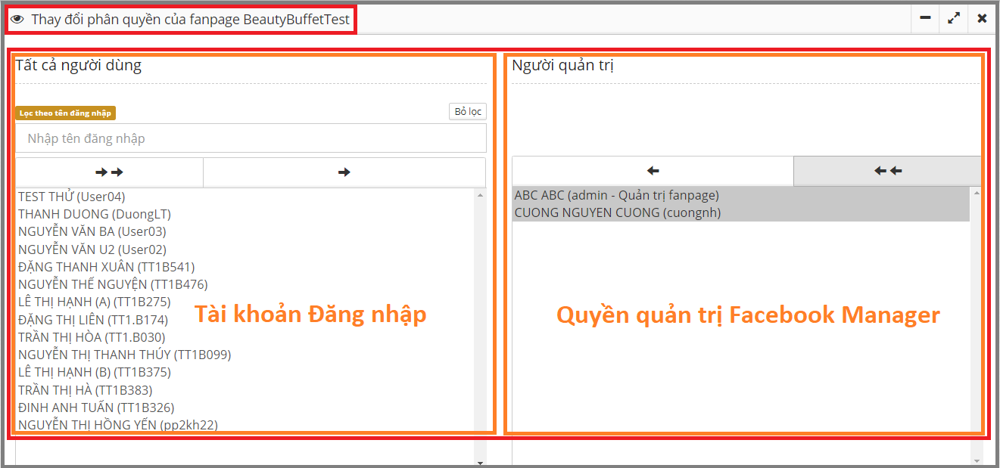 Thay đổi phân quyền của fanpage BeautyBuffetTest
Tất cả người dùng
Lọc theo tên đăng nhập
Bỏ lọc
Nhập tên đăng nhập
TEST THỬ (User04)
THANH DUONG (DuongLT)
NGUYỄN VĂN BA (User03)
NGUYỄN VĂN U2 (User02)
ĐẶNG THANH XUÂN (TT1B541)
NGUYỄN THẾ NGUYỆN (TT1B476)
LÊ THỊ HẠNH (A) (TT1B275)
ĐẶNG THỊ LIÊN (TT1.B174)
TRẦN THỊ HÒA (TT1.B030)
NGUYỄN THỊ THANH THÚY (TT1B099)
LÊ THỊ HẠNH (B) (TT1B375)
TRẦN THỊ HÀ (TT1B383)
ĐINH ANH TUẤN (TT1B326)
NGUYỄN THỊ HỒNG YẾN (pp2kh22)
Tài khoản Đăng nhập
Người quản trị
ABC ABC (admin - Quản trị fanpage)
CUONG NGUYEN CUONG (cuongnh)
Quyền quản trị Facebook Manager